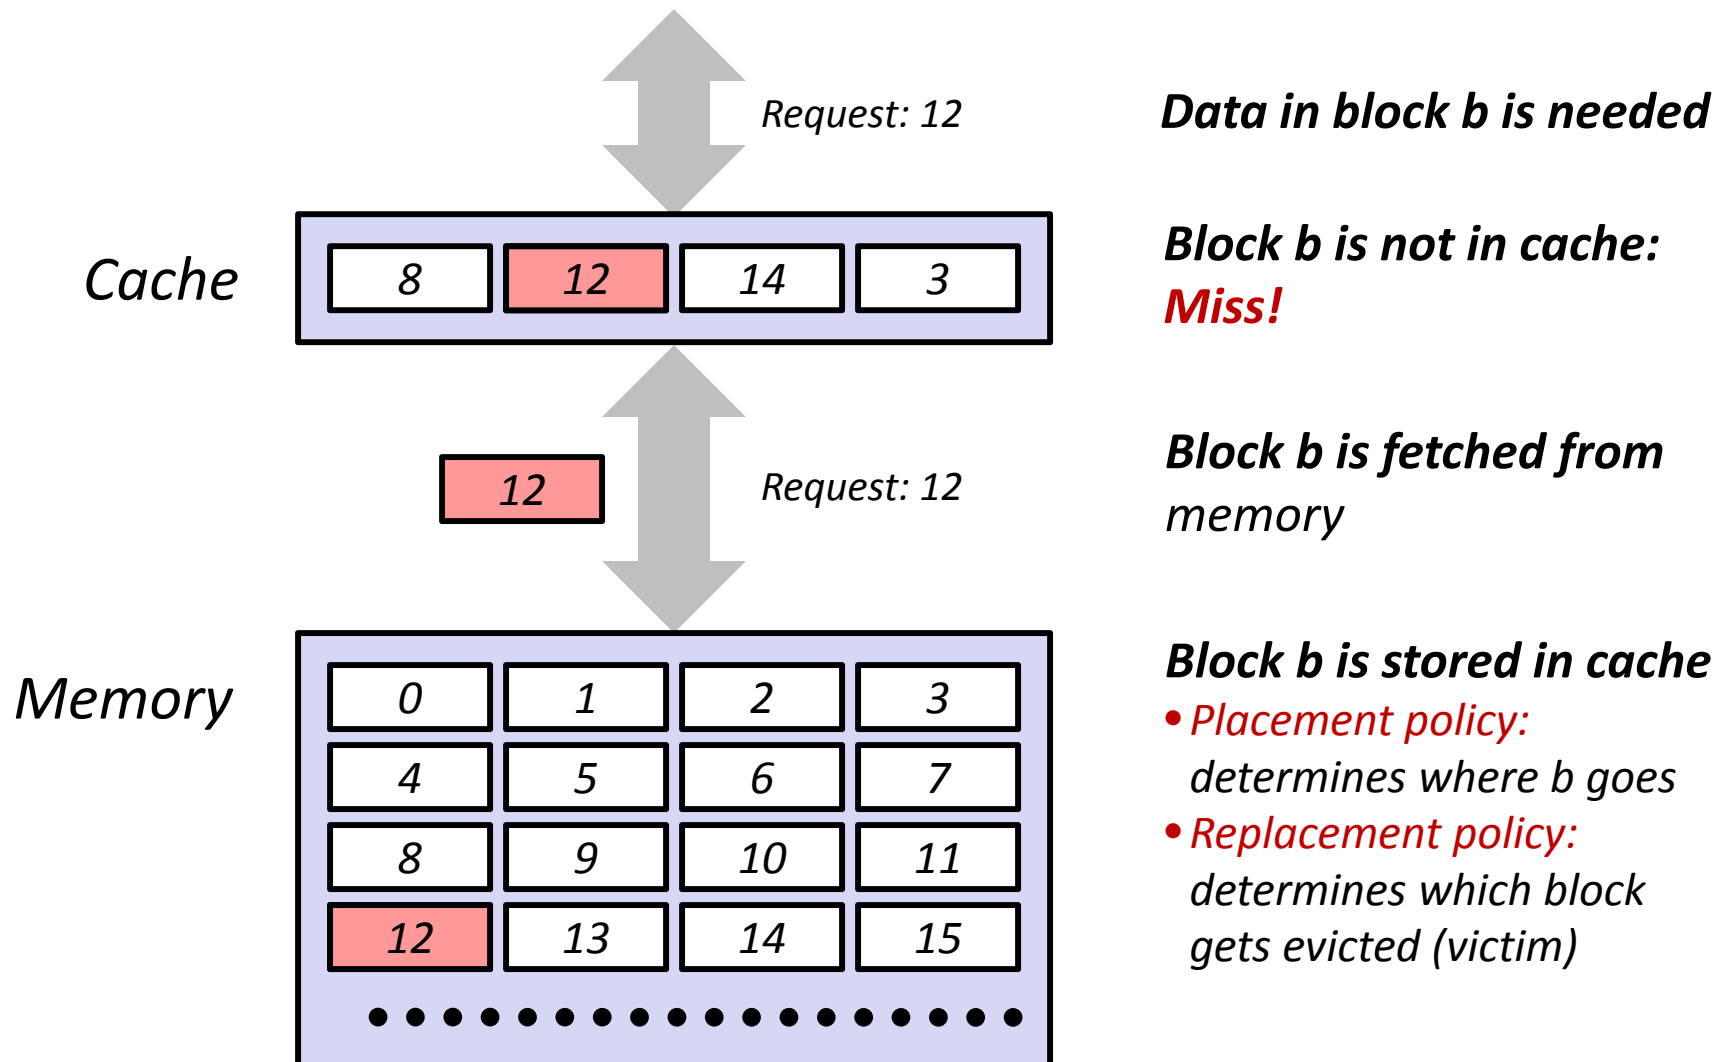 Request: 12
Data in block b is needed
Cache
8 12 14 3
Block b is not in cache:
Miss!
12
Request: 12
Block b is fetched from
memory
Memory
0 1 2 3
4 5 6 7
8 9 10 11
12 13 14 15
Block b is stored in cache
• Placement policy:
determines where b goes
• Replacement policy:
determines which block
gets evicted (victim)